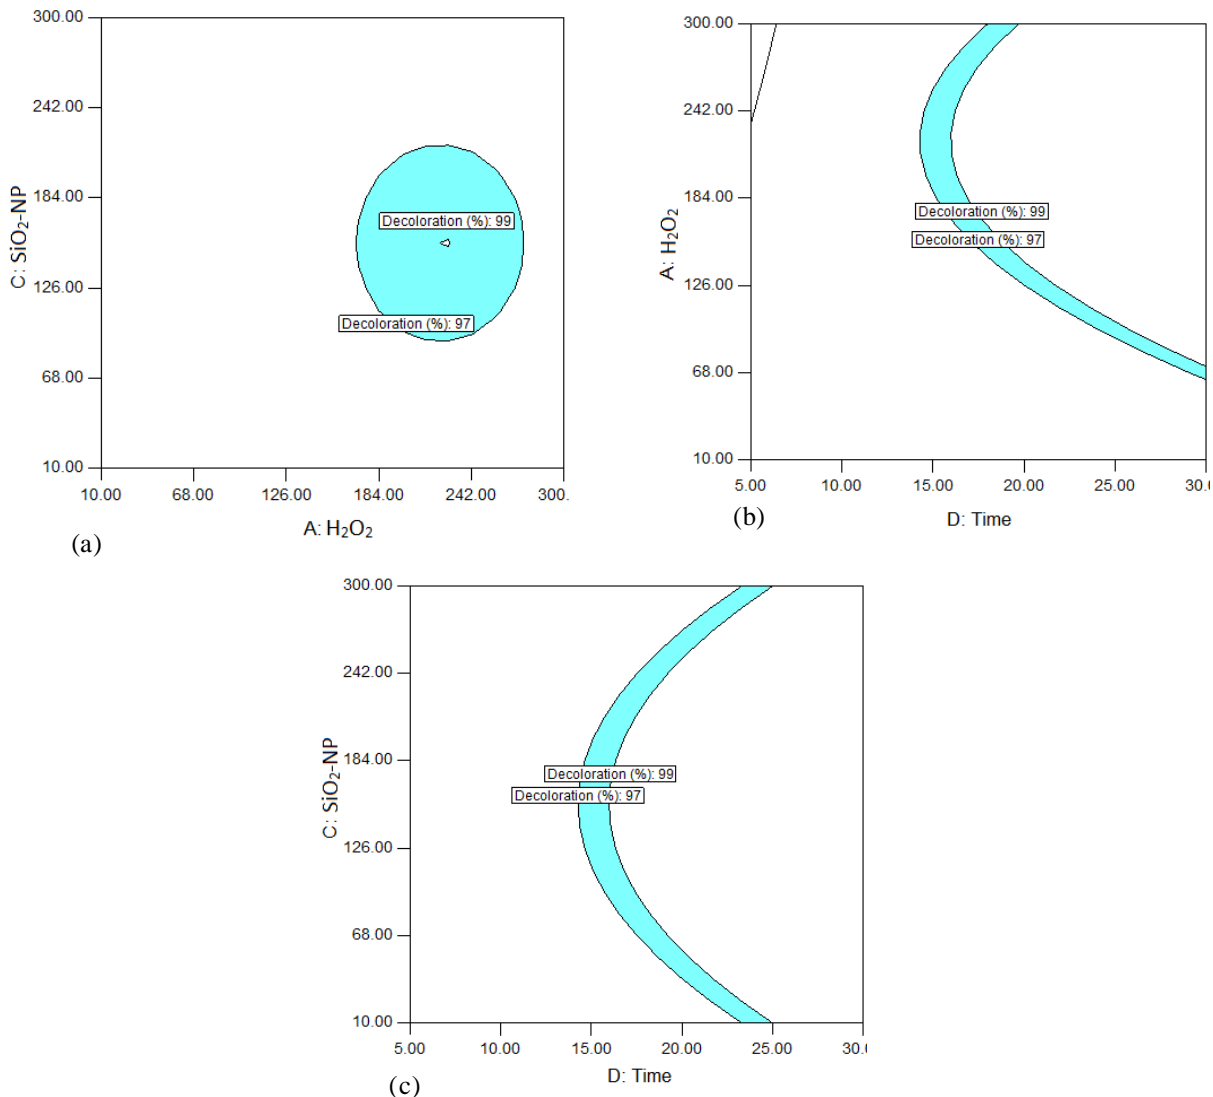 300.00
242.00
184.00
126.00
68.00
10.00
C: SiO₂-NP
Decoloration (%): 99
Decoloration (%): 97
10.00 68.00 126.00 184.00 242.00 300.
A: H₂O₂
(a)
300.00
242.00
184.00
126.00
68.00
10.00
A: H₂O₂
Decoloration (%): 99
Decoloration (%): 97
5.00 10.00 15.00 20.00 25.00 30.0
D: Time
(b)
300.00
242.00
184.00
126.00
68.00
10.00
C: SiO₂-NP
Decoloration (%): 99
Decoloration (%): 97
5.00 10.00 15.00 20.00 25.00 30.0
D: Time
(c)